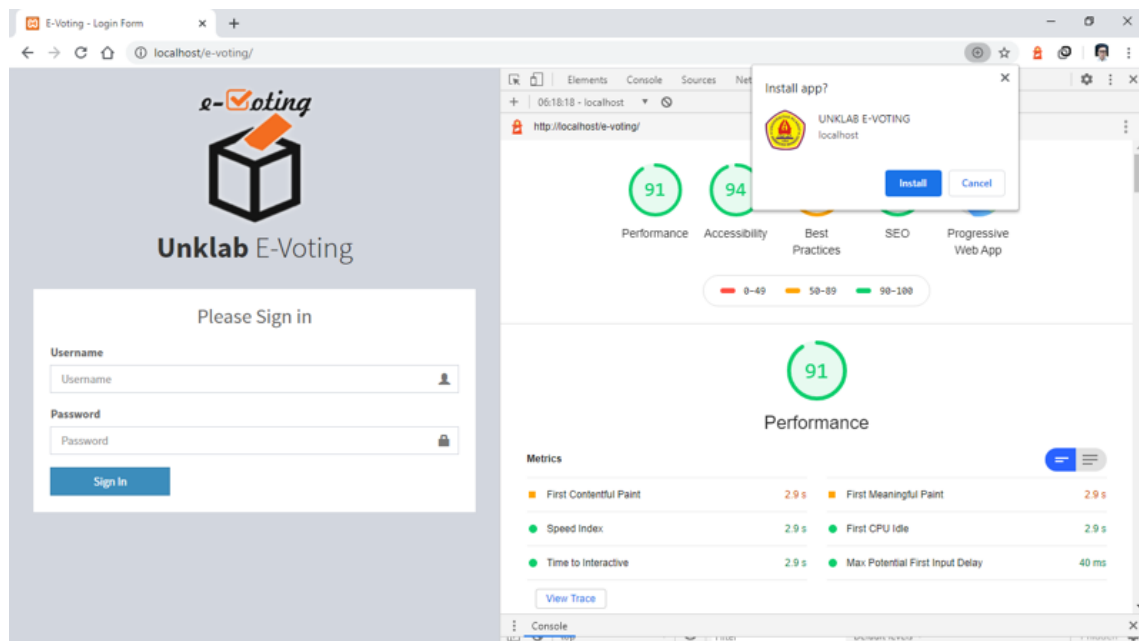 E-Voting - Login Form
localhost/e-voting/
e-Voting
Unklab E-Voting
Please Sign in
Username
Username
Password
Password
Sign In
Elements Console Sources Net
06:18:18 - localhost
http://localhost/e-voting/
Install app?
UNKLAB E-VOTING
localhost
Install Cancel
91 94
Performance Accessibility Best Practices SEO Progressive Web App
0-49 50-89 90-100
91
Performance
Metrics
First Contentful Paint 2.9 s First Meaningful Paint 2.9 s
Speed Index 2.9 s First CPU Idle 2.9 s
Time to Interactive 2.9 s Max Potential First Input Delay 40 ms
View Trace
Console